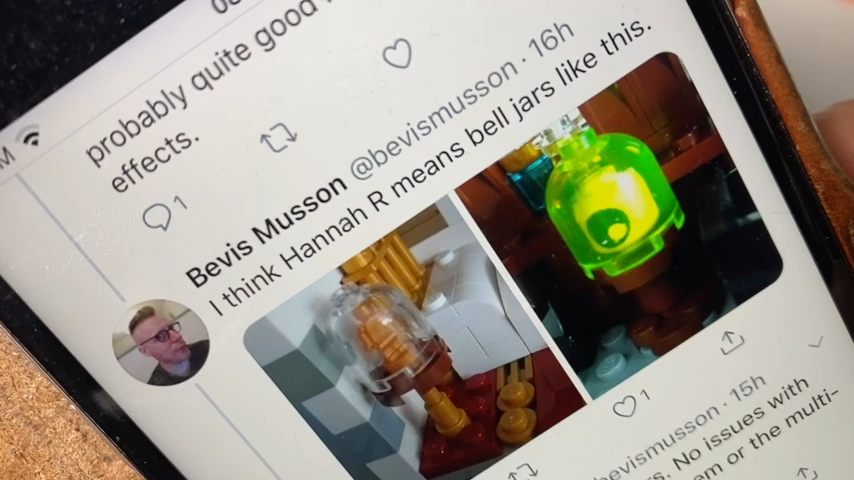 M
probably quite good
effects.
1
Bevis Musson @bevismusson · 16h
I think Hannah R means bell jars like this.
1
bevismusson · 15h
No issues with
em or the multi-